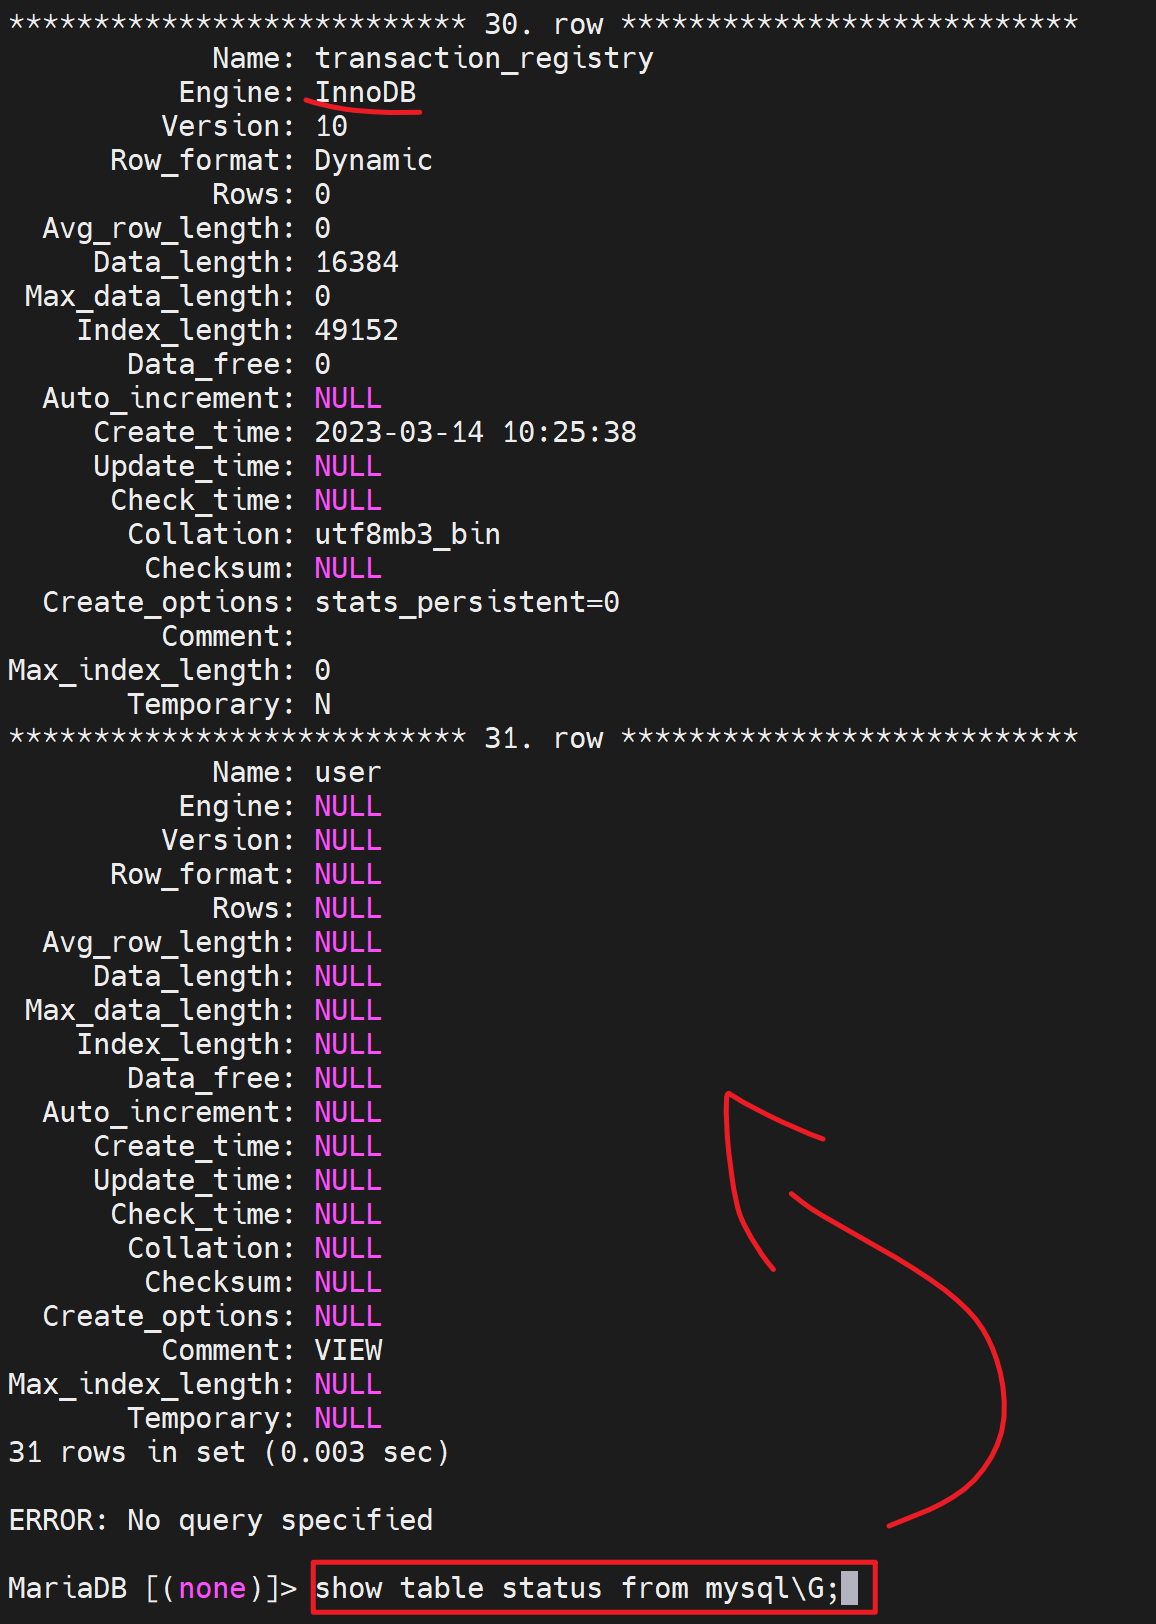 *************************** 30. row ***************************
Name: transaction_registry
Engine: InnoDB
Version: 10
Row_format: Dynamic
Rows: 0
Avg_row_length: 0
Data_length: 16384
Max_data_length: 0
Index_length: 49152
Data_free: 0
Auto_increment: NULL
Create_time: 2023-03-14 10:25:38
Update_time: NULL
Check_time: NULL
Collation: utf8mb3_bin
Checksum: NULL
Create_options: stats_persistent=0
Comment:
Max_index_length: 0
Temporary: N
*************************** 31. row ***************************
Name: user
Engine: NULL
Version: NULL
Row_format: NULL
Rows: NULL
Avg_row_length: NULL
Data_length: NULL
Max_data_length: NULL
Index_length: NULL
Data_free: NULL
Auto_increment: NULL
Create_time: NULL
Update_time: NULL
Check_time: NULL
Collation: NULL
Checksum: NULL
Create_options: NULL
Comment: VIEW
Max_index_length: NULL
Temporary: NULL
31 rows in set (0.003 sec)
ERROR: No query specified
MariaDB [(none)]> show table status from mysql\G;